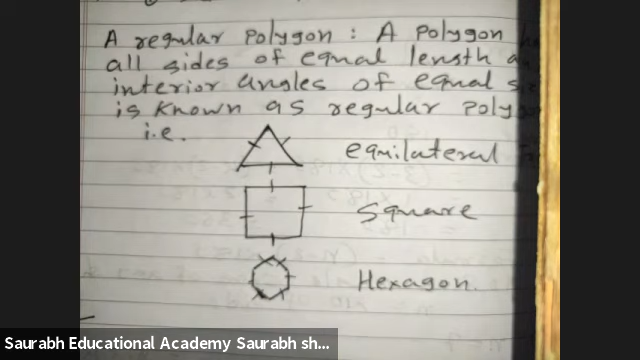 A regular polygon : A polygon
all sides of equal length
interior angles of equal
is known as regular
i.e.
equilateral
square
Hexagon.
Saurabh Educational Academy Saurabh sh...